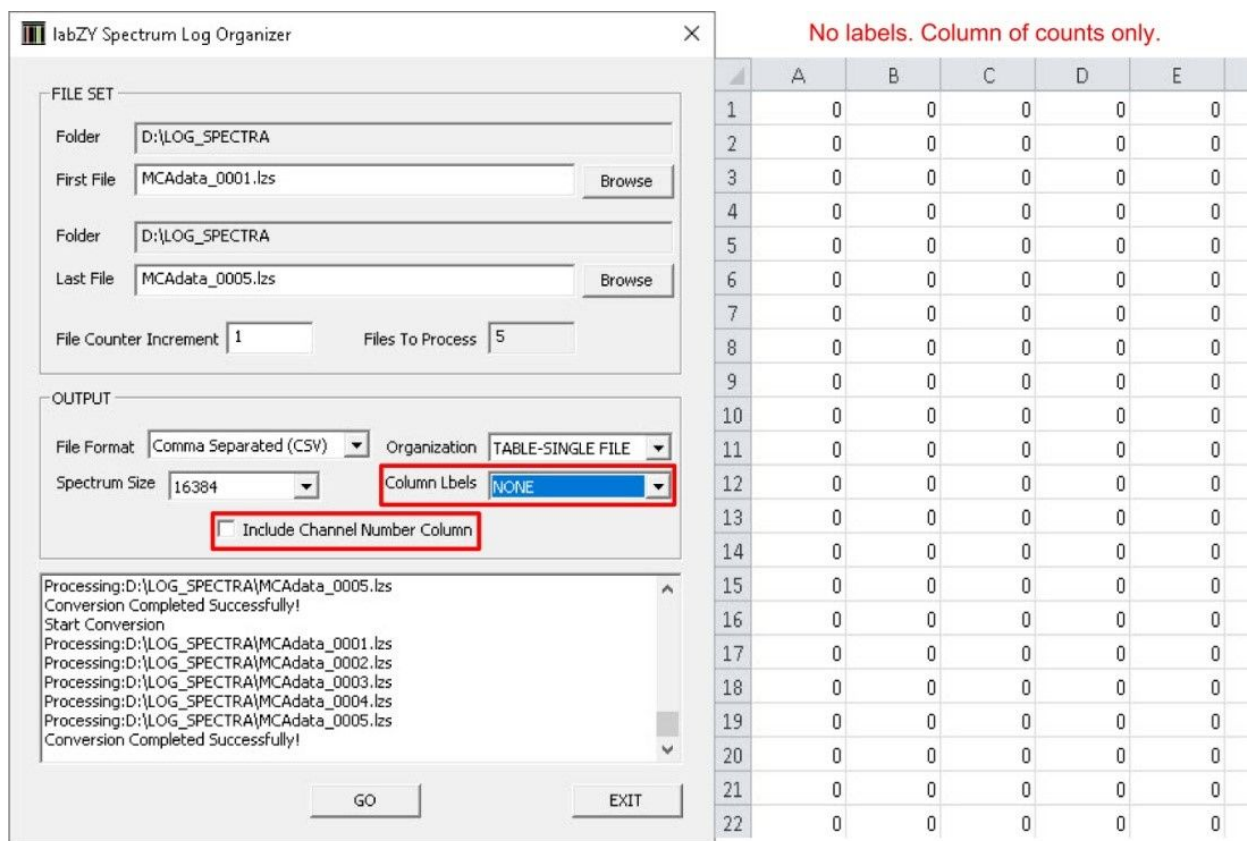 labZY Spectrum Log Organizer
FILE SET
Folder D:\LOG_SPECTRA
First File MCAdata_0001.lzs Browse
Folder D:\LOG_SPECTRA
Last File MCAdata_0005.lzs Browse
File Counter Increment 1 Files To Process 5
OUTPUT
File Format Comma Separated (CSV) Organization TABLE-SINGLE FILE
Spectrum Size 16384 Column Lbels NONE
Include Channel Number Column
Processing:D:\LOG_SPECTRA\MCAdata_0005.lzs
Conversion Completed Successfully!
Start Conversion
Processing:D:\LOG_SPECTRA\MCAdata_0001.lzs
Processing:D:\LOG_SPECTRA\MCAdata_0002.lzs
Processing:D:\LOG_SPECTRA\MCAdata_0003.lzs
Processing:D:\LOG_SPECTRA\MCAdata_0004.lzs
Processing:D:\LOG_SPECTRA\MCAdata_0005.lzs
Conversion Completed Successfully!
GO EXIT
No labels. Column of counts only.
A B C D E
1 0 0 0 0 0
2 0 0 0 0 0
3 0 0 0 0 0
4 0 0 0 0 0
5 0 0 0 0 0
6 0 0 0 0 0
7 0 0 0 0 0
8 0 0 0 0 0
9 0 0 0 0 0
10 0 0 0 0 0
11 0 0 0 0 0
12 0 0 0 0 0
13 0 0 0 0 0
14 0 0 0 0 0
15 0 0 0 0 0
16 0 0 0 0 0
17 0 0 0 0 0
18 0 0 0 0 0
19 0 0 0 0 0
20 0 0 0 0 0
21 0 0 0 0 0
22 0 0 0 0 0